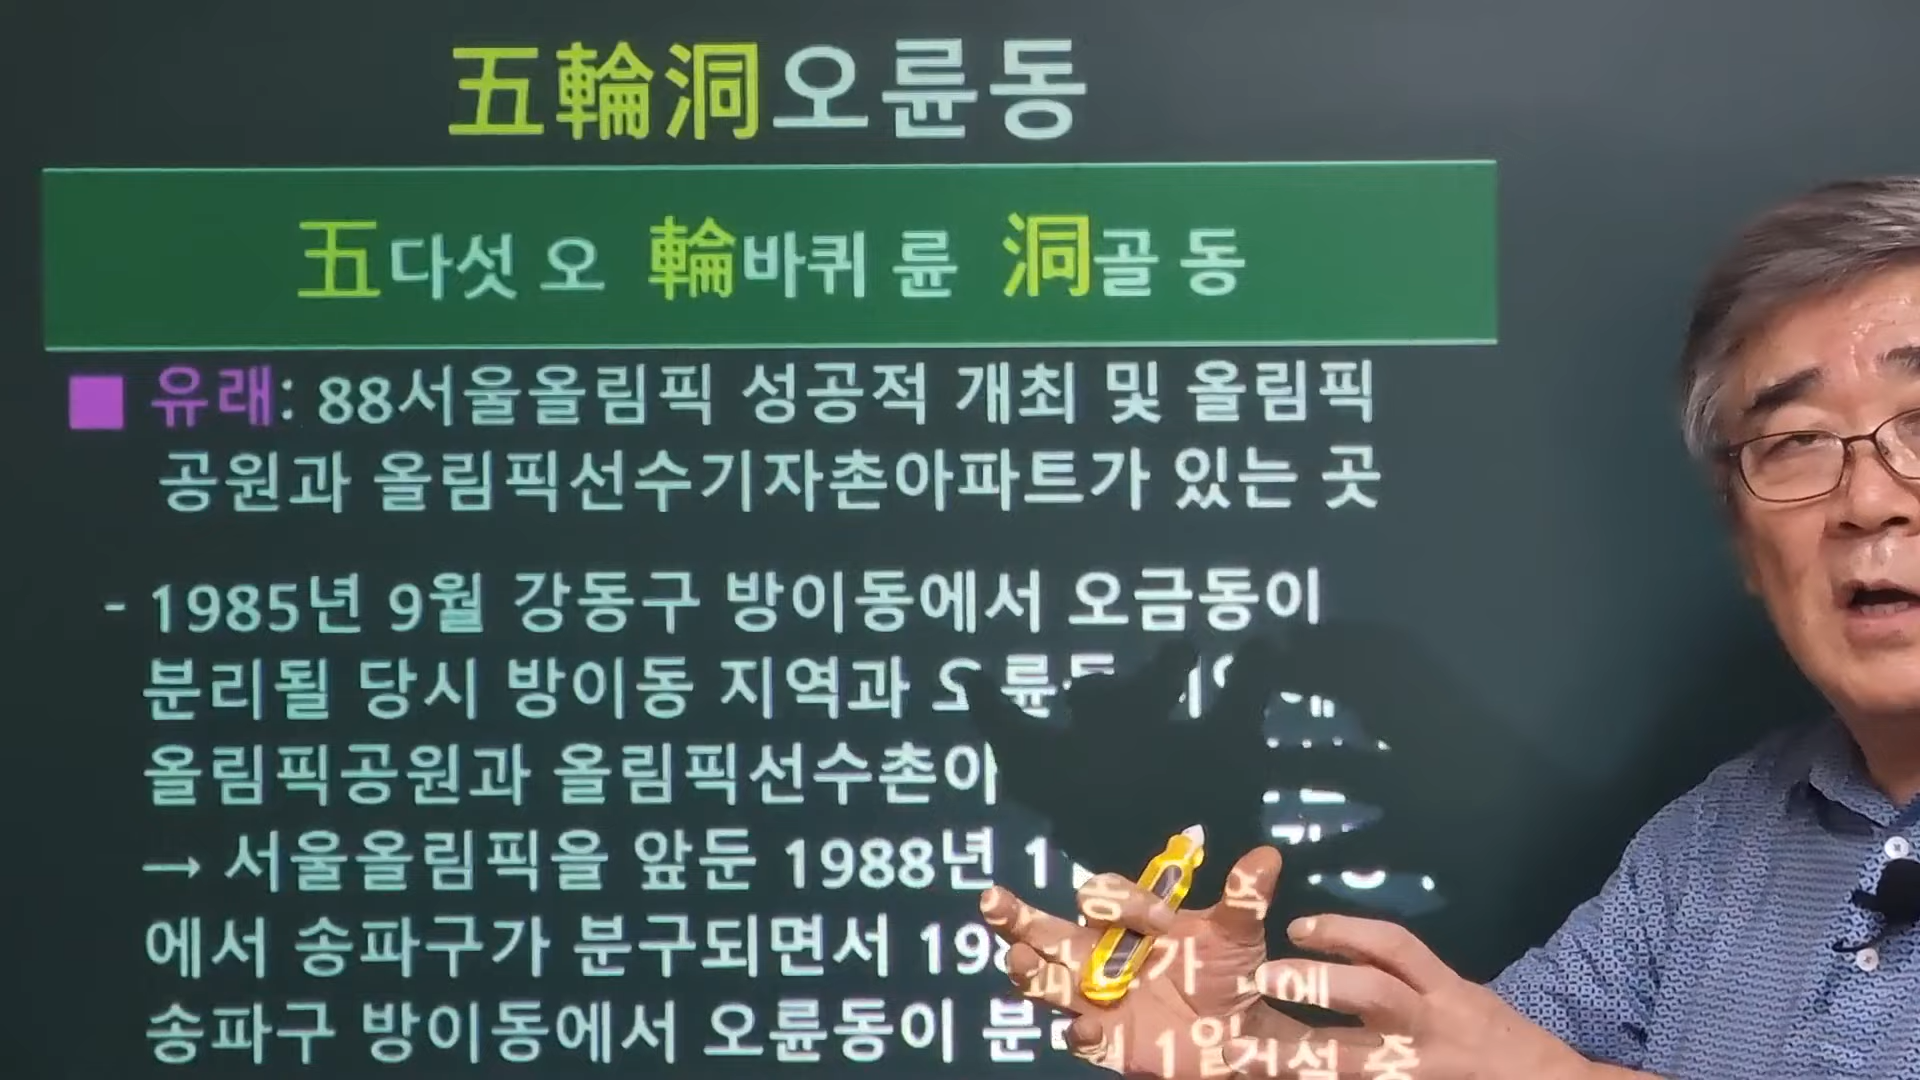 五輪洞오륜동
五다섯 오 輪바퀴 륜 洞골 동
■ 유래: 88서울올림픽 성공적 개최 및 올림픽
공원과 올림픽선수기자촌아파트가 있는 곳
- 1985년 9월 강동구 방이동에서 오금동이
분리될 당시 방이동 지역과
올림픽공원과 올림픽선수촌아
→ 서울올림픽을 앞둔 1988년 1
에서 송파구가 분구되면서
송파구 방이동에서 오륜동이 1일 건설 중